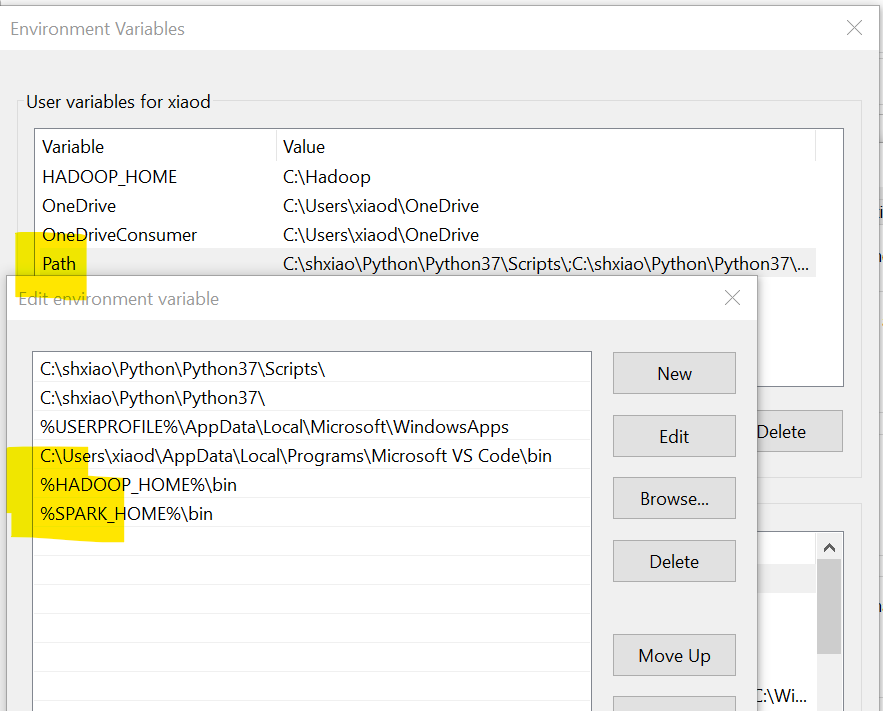 Environment Variables
User variables for xiaod
Variable Value
HADOOP_HOME C:\Hadoop
OneDrive C:\Users\xiaod\OneDrive
OneDriveConsumer C:\Users\xiaod\OneDrive
Path C:\shxiao\Python\Python37\Scripts\;C:\shxiao\Python\Python37\...
Edit environment variable
C:\shxiao\Python\Python37\Scripts\
New
C:\shxiao\Python\Python37\
%USERPROFILE%\AppData\Local\Microsoft\WindowsApps
Edit
Delete
C:\Users\xiaod\AppData\Local\Programs\Microsoft VS Code\bin
%HADOOP_HOME%\bin
Browse...
%SPARK_HOME%\bin
Delete
Move Up
C:\Wi...